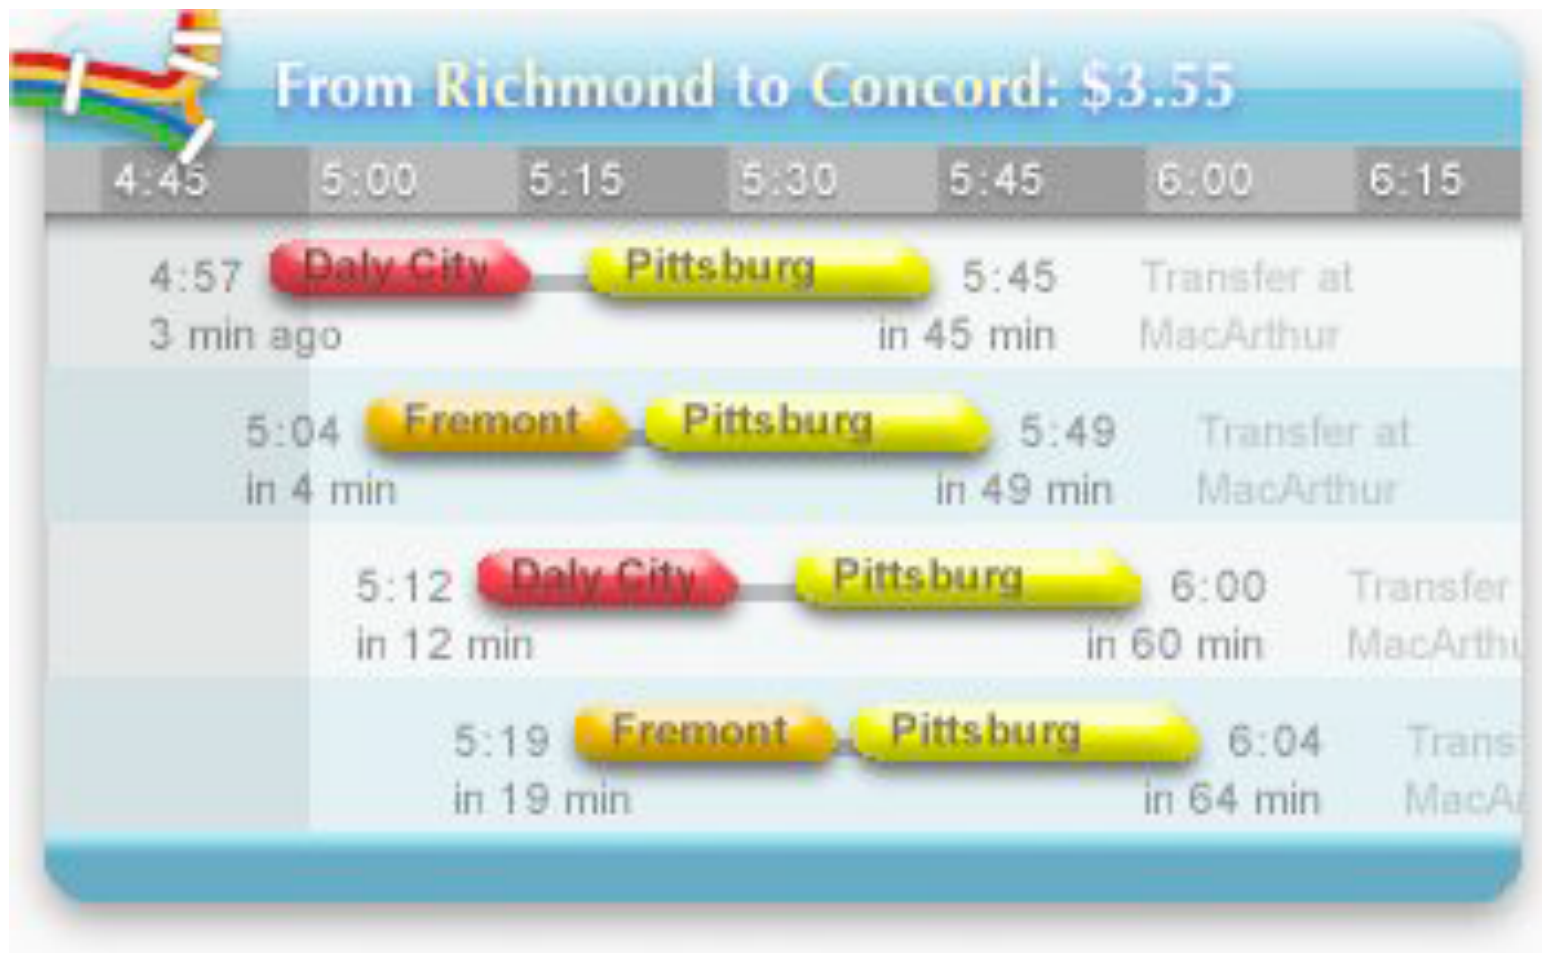 From Richmond to Concord: $3.55
4:45 5:00 5:15 5:30 5:45 6:00 6:15
4:57 Daly City Pittsburg 5:45 Transfer at
3 min ago in 45 min MacArthur
5:04 Fremont Pittsburg 5:49 Transfer at
in 4 min in 49 min MacArthur
5:12 Daly City Pittsburg 6:00 Transfer
in 12 min in 60 min MacArthu
5:19 Fremont Pittsburg 6:04 Trans
in 19 min in 64 min MacA